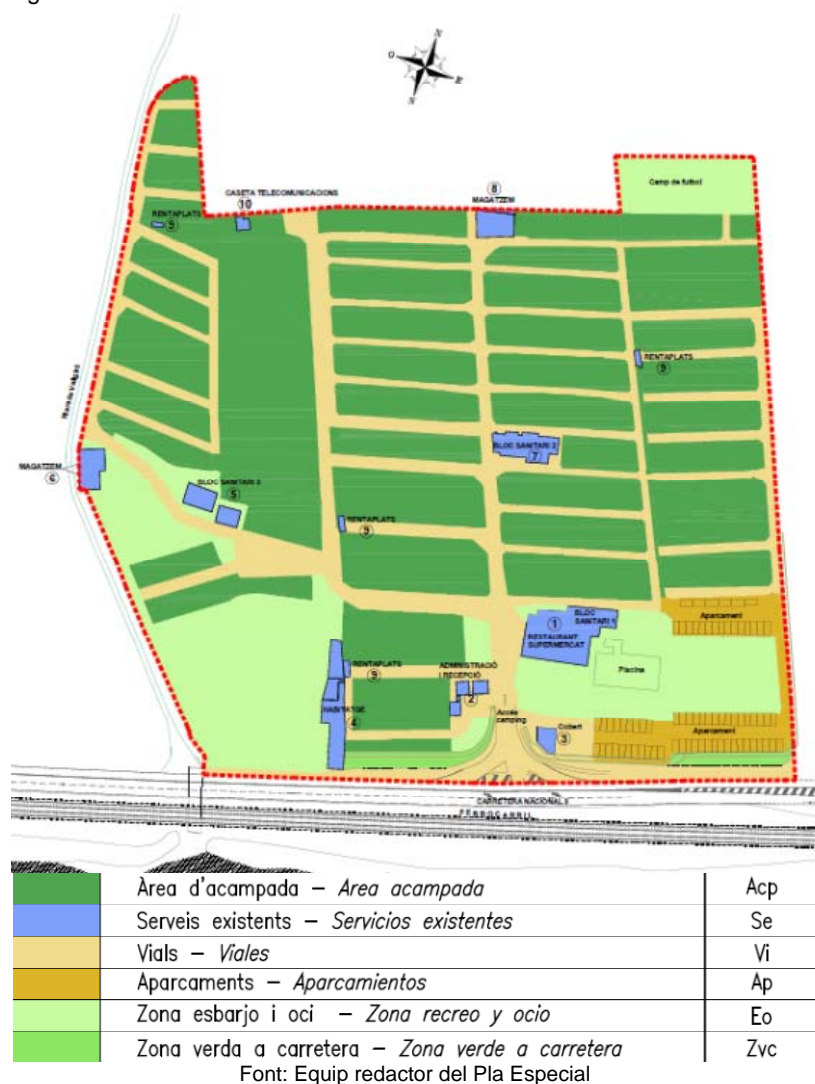 N
O
E
N
Camp de futbol
CASETA TELECOMUNICACIONS
10
8
MAGATZEM
RENTAPLATS
RENTAPLATS
9
BLOC SANITARI 2
7
MAGATZEM
6
BLOC SANITARI 3
5
RENTAPLATS
9
Aparcament
1
BLOC
SANITARI 1
RESTAURANT
SUPERMERCAT
Piscina
ADMINISTRACIÓ
I RECEPCIÓ
2
RENTAPLATS
9
HABITATGE
4
Accés
càmping
Cobert
3
Aparcament
CARRETERA NACIONAL II
FERROCARRIL
Àrea d'acampada – Area acampada Acp
Serveis existents – Servicios existentes Se
Vials – Viales Vi
Aparcaments – Aparcamientos Ap
Zona esbarjo i oci – Zona recreo y ocio Eo
Zona verda a carretera – Zona verde a carretera Zvc
Font: Equip redactor del Pla Especial